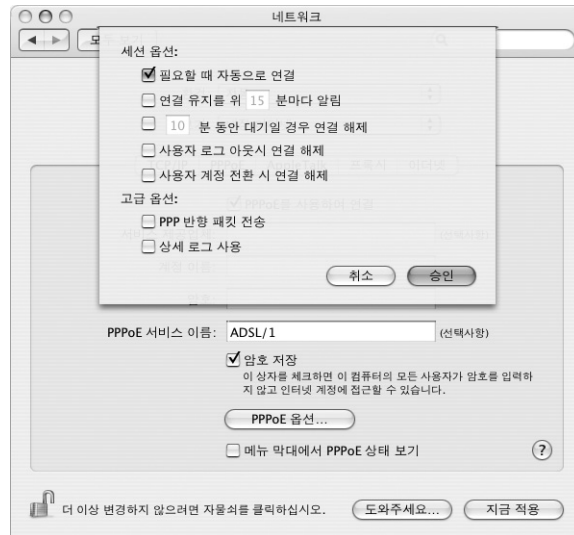 네트워크
세션 옵션:
필요할 때 자동으로 연결
연결 유지를 위 15 분마다 알림
10 분 동안 대기일 경우 연결 해제
사용자 로그 아웃시 연결 해제
사용자 계정 전환 시 연결 해제
고급 옵션:
PPP 반향 패킷 전송
상세 로그 사용
취소 승인
PPPoE 서비스 이름: ADSL/1 (선택사항)
암호 저장
이 상자를 체크하면 이 컴퓨터의 모든 사용자가 암호를 입력하
지 않고 인터넷 계정에 접근할 수 있습니다.
PPPoE 옵션...
메뉴 막대에서 PPPoE 상태 보기 ?
더 이상 변경하지 않으려면 자물쇠를 클릭하십시오. 도와주세요... 지금 적용